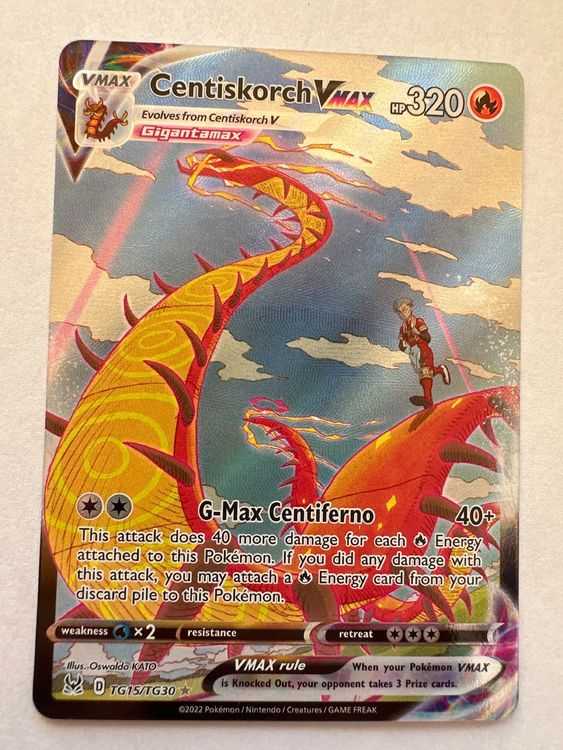 VMAX
Centiskorch VMAX HP 320
Evolves from Centiskorch V
Gigantamax
G-Max Centiferno 40+
This attack does 40 more damage for each Energy
attached to this Pokémon. If you did any damage with
this attack, you may attach a Energy card from your
discard pile to this Pokémon.
weakness ×2 resistance retreat
Illus. Oswaldo KATO
VMAX rule When your Pokémon VMAX
is Knocked Out, your opponent takes 3 Prize cards.
D TG15/TG30
©2022 Pokémon / Nintendo / Creatures / GAME FREAK